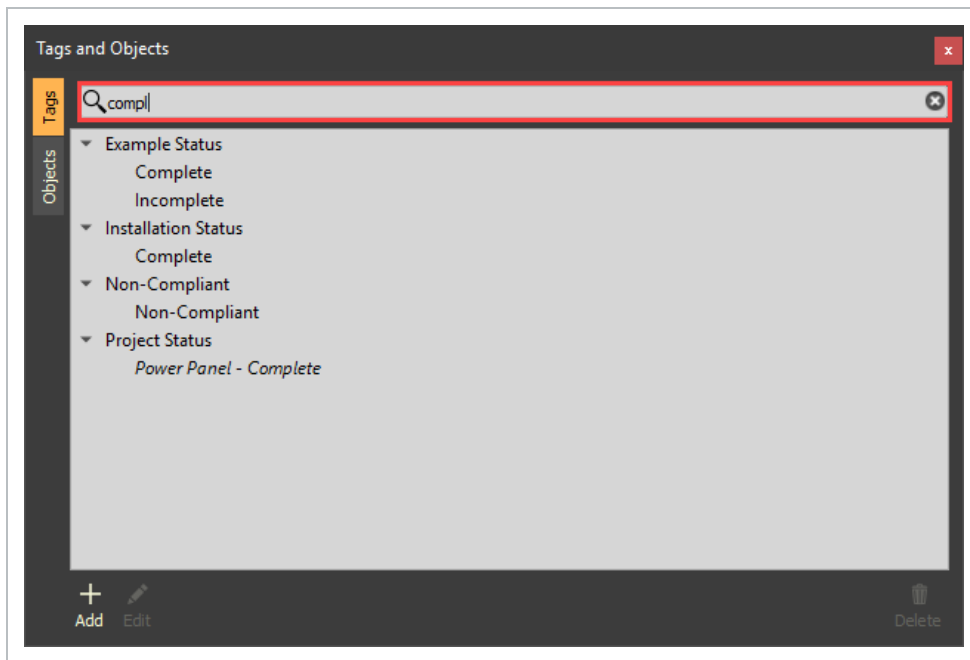 Tags and Objects
x
Tags
Objects
compl
Example Status
Complete
Incomplete
Installation Status
Complete
Non-Compliant
Non-Compliant
Project Status
Power Panel - Complete
Add Edit Delete